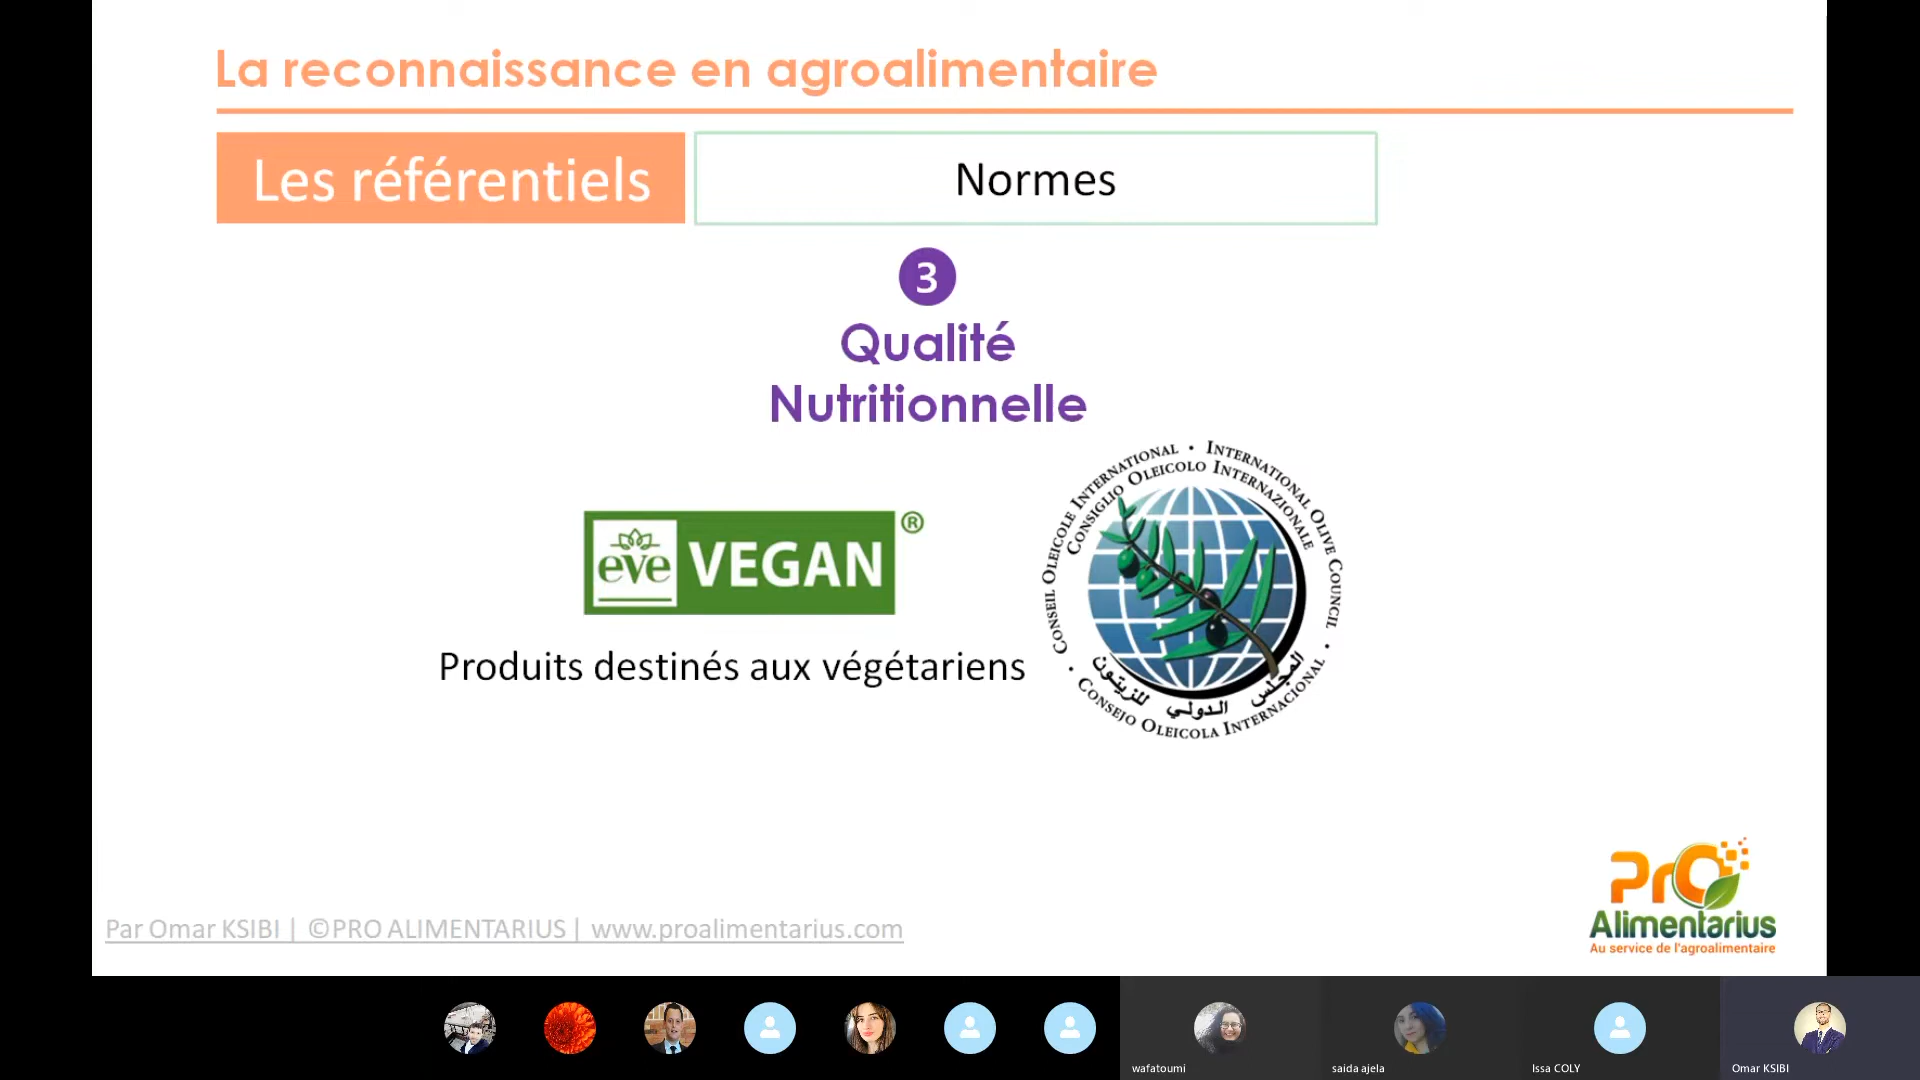 La reconnaissance en agroalimentaire
Les référentiels
Normes
3
Qualité
Nutritionnelle
eve VEGAN ®
Produits destinés aux végétariens
Conseil Oleicole International • International Olive Council • Consejo Oleicola Internacional •
Consiglio Oleicolo Internazionale
المجلس الدولي للزيتون
Par Omar KSIBI | ©PRO ALIMENTARIUS | www.proalimentarius.com
PrO
Alimentarius
Au service de l'agroalimentaire
wafatoumi
saida ajela
Issa COLY
Omar KSIBI